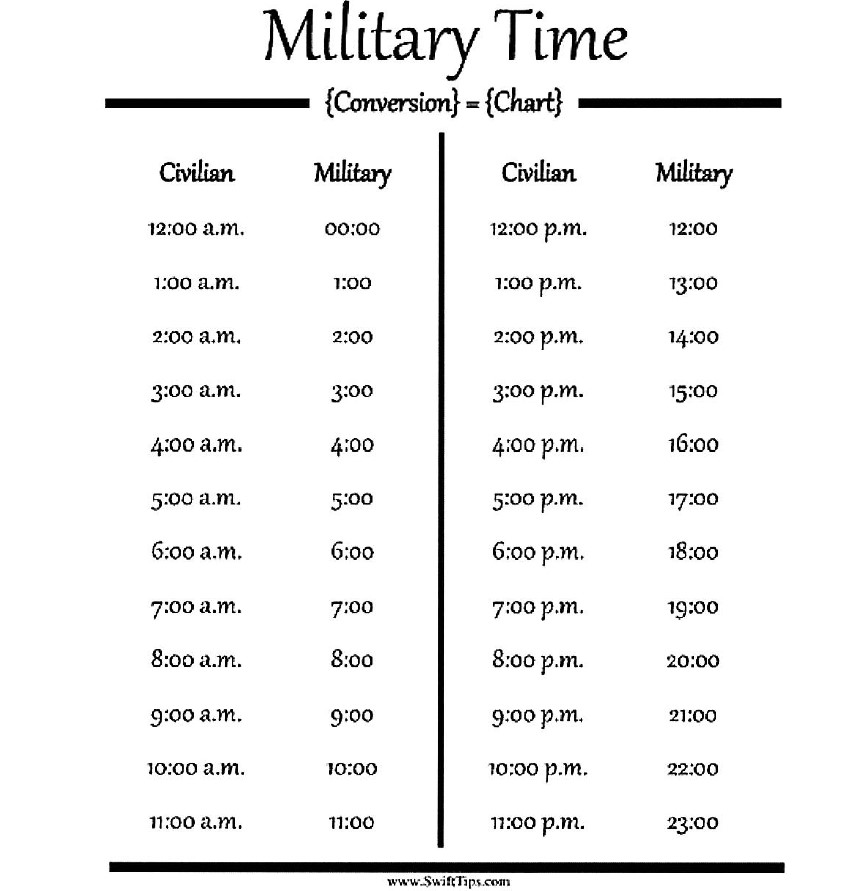 Military Time
{Conversion} = {Chart}
Civilian Military Civilian Military
12:00 a.m. 00:00 12:00 p.m. 12:00
1:00 a.m. 1:00 1:00 p.m. 13:00
2:00 a.m. 2:00 2:00 p.m. 14:00
3:00 a.m. 3:00 3:00 p.m. 15:00
4:00 a.m. 4:00 4:00 p.m. 16:00
5:00 a.m. 5:00 5:00 p.m. 17:00
6:00 a.m. 6:00 6:00 p.m. 18:00
7:00 a.m. 7:00 7:00 p.m. 19:00
8:00 a.m. 8:00 8:00 p.m. 20:00
9:00 a.m. 9:00 9:00 p.m. 21:00
10:00 a.m. 10:00 10:00 p.m. 22:00
11:00 a.m. 11:00 11:00 p.m. 23:00
www.SwiftTips.com